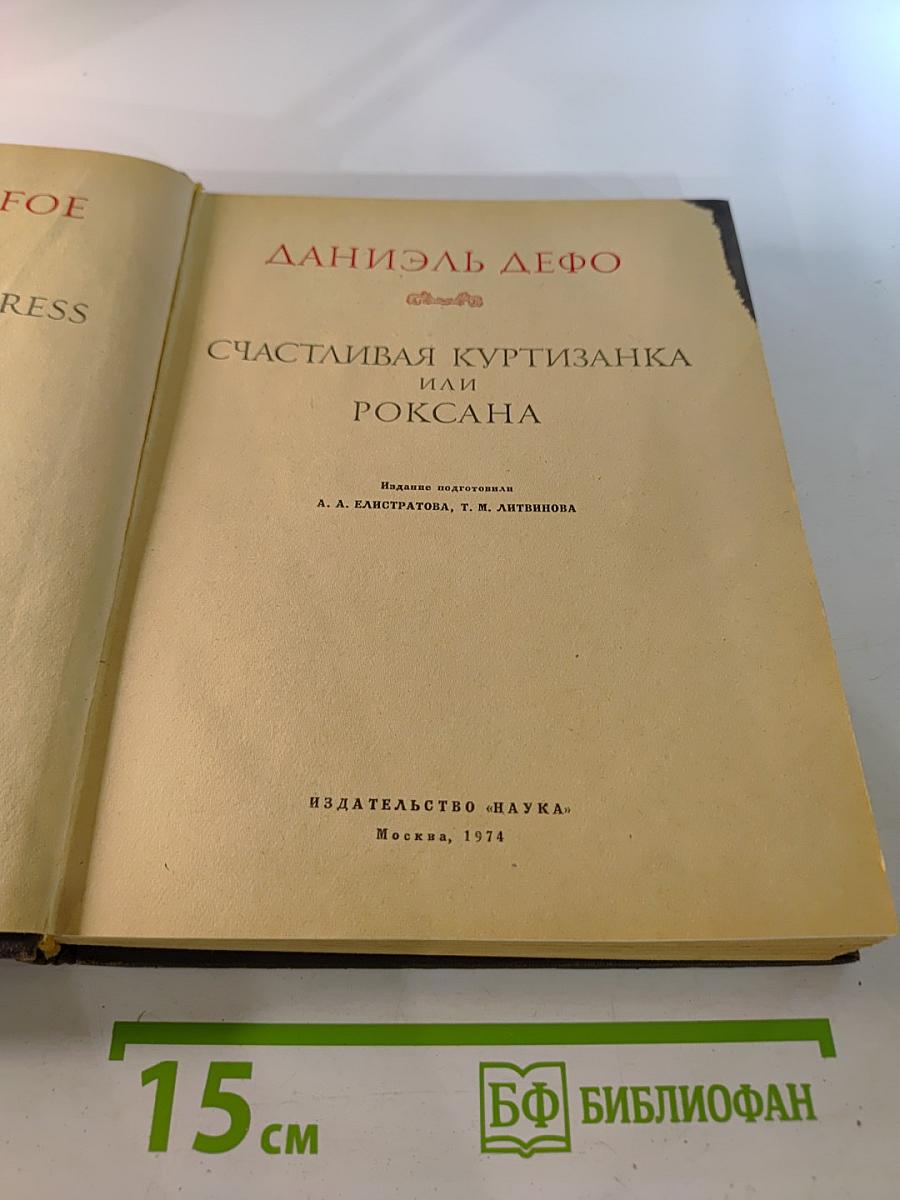 FOE
RESS
ДАНИЭЛЬ ДЕФО
СЧАСТЛИВАЯ КУРТИЗАНКА
ИЛИ
РОКСАНА
Издание подготовили
А. А. ЕЛИСТРАТОВА, Т. М. ЛИТВИНОВА
ИЗДАТЕЛЬСТВО «НАУКА»
Москва, 1974
15 см
БФ БИБЛИОФАН